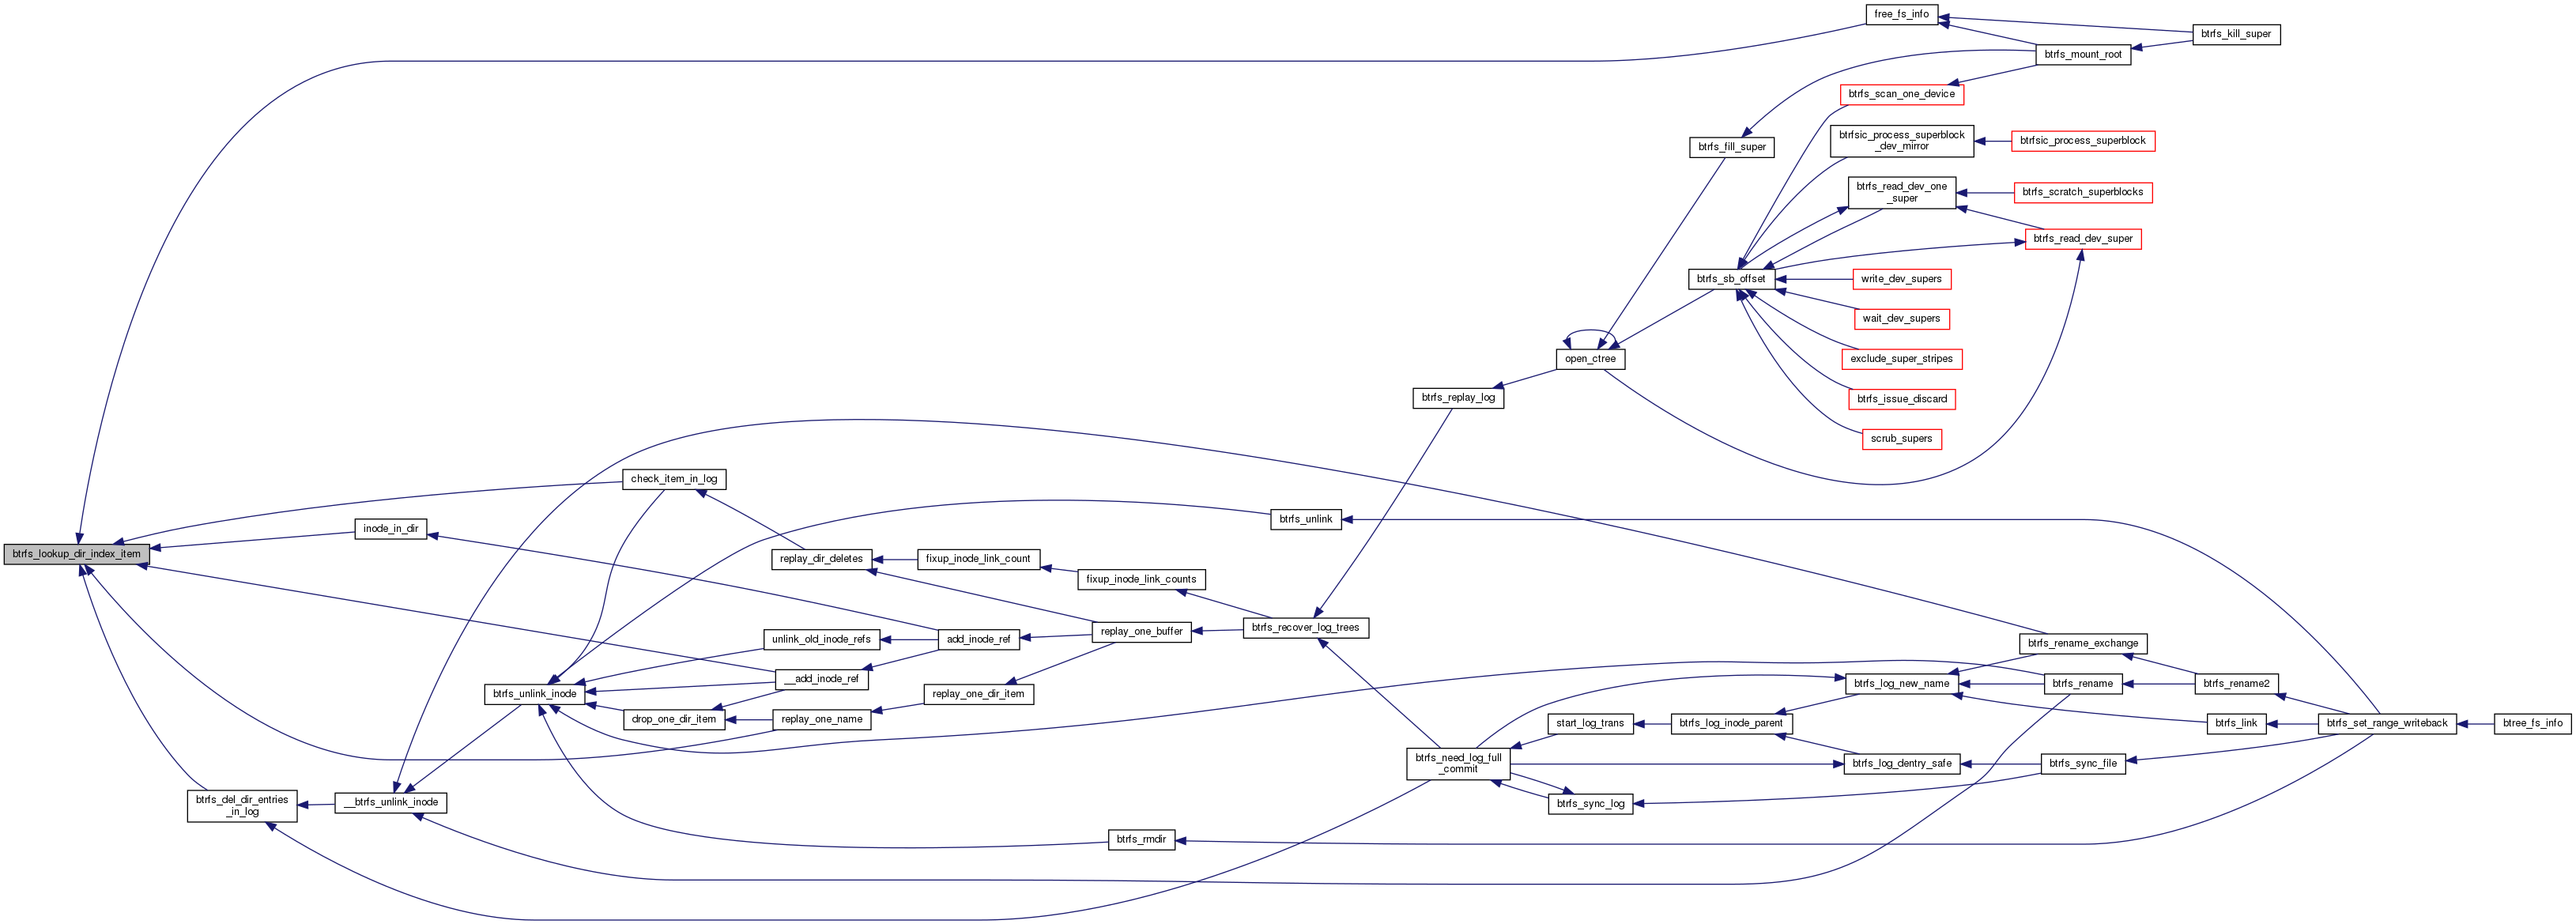 free_fs_info
btrfs_kill_super
btrfs_mount_root
btrfs_scan_one_device
btrfs_fill_super
btrfsic_process_superblock
_dev_mirror
btrfsic_process_superblock
btrfs_read_dev_one
_super
btrfs_scratch_superblocks
btrfs_read_dev_super
btrfs_sb_offset
write_dev_supers
wait_dev_supers
open_ctree
exclude_super_stripes
btrfs_replay_log
btrfs_issue_discard
scrub_supers
check_item_in_log
btrfs_unlink
inode_in_dir
btrfs_lookup_dir_index_item
replay_dir_deletes
fixup_inode_link_count
fixup_inode_link_counts
btrfs_recover_log_trees
replay_one_buffer
unlink_old_inode_refs
add_inode_ref
btrfs_rename_exchange
__add_inode_ref
btrfs_unlink_inode
replay_one_dir_item
btrfs_log_new_name
btrfs_rename
btrfs_rename2
drop_one_dir_item
replay_one_name
start_log_trans
btrfs_log_inode_parent
btrfs_link
btrfs_set_range_writeback
btree_fs_info
btrfs_need_log_full
_commit
btrfs_log_dentry_safe
btrfs_sync_file
btrfs_del_dir_entries
_in_log
__btrfs_unlink_inode
btrfs_sync_log
btrfs_rmdir